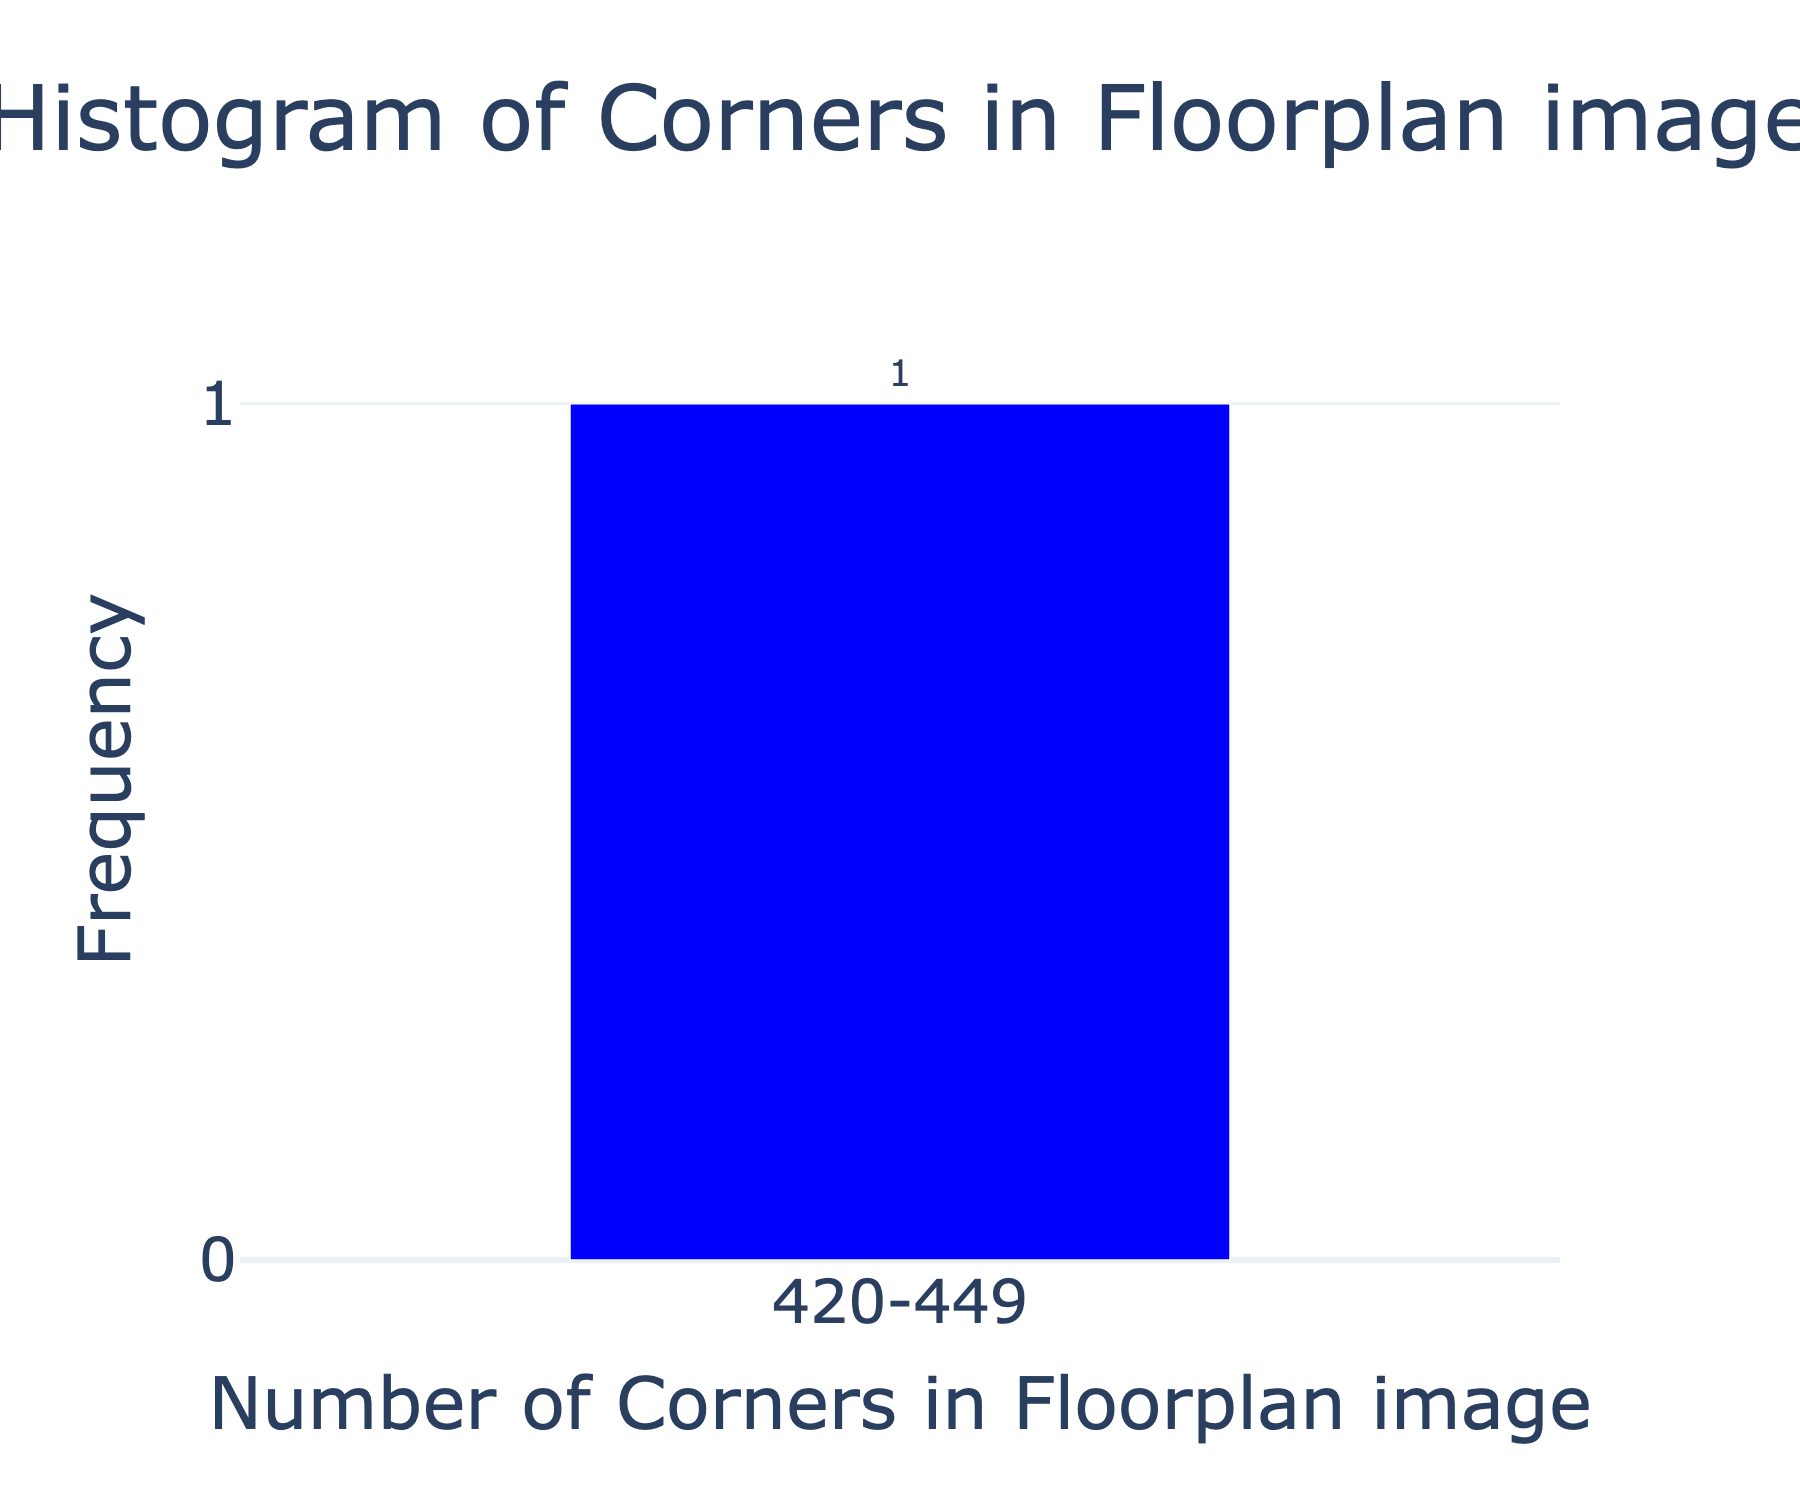 Histogram of Corners in Floorplan image
1
1
Frequency
0
420-449
Number of Corners in Floorplan image